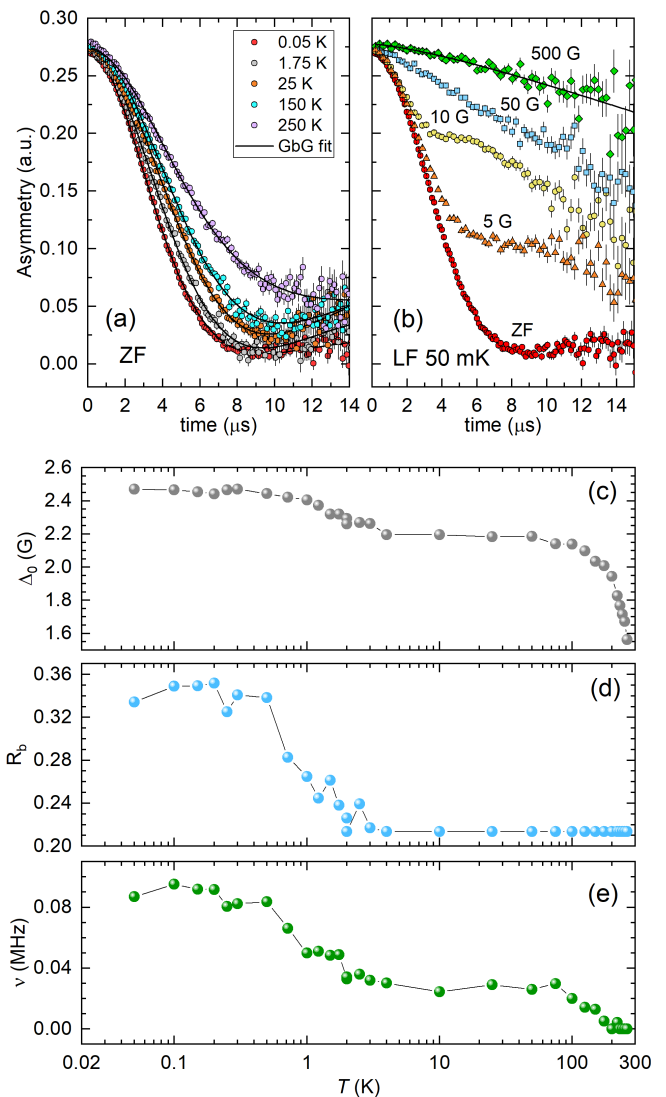 0.30
0.25
0.20
0.15
0.10
0.05
0.00
Asymmetry (a.u.)
0.05 K
1.75 K
25 K
150 K
250 K
GbG fit
(a)
ZF
0 2 4 6 8 10 12 14
time (μs)
500 G
50 G
10 G
5 G
ZF
(b)
LF 50 mK
0 2 4 6 8 10 12 14
time (μs)
2.6
2.4
2.2
2.0
1.8
1.6
Δ0 (G)
(c)
0.36
0.32
0.28
0.24
0.20
Rb
(d)
0.08
0.04
0.00
ν (MHz)
(e)
0.02 0.1 1 10 100 300
T (K)